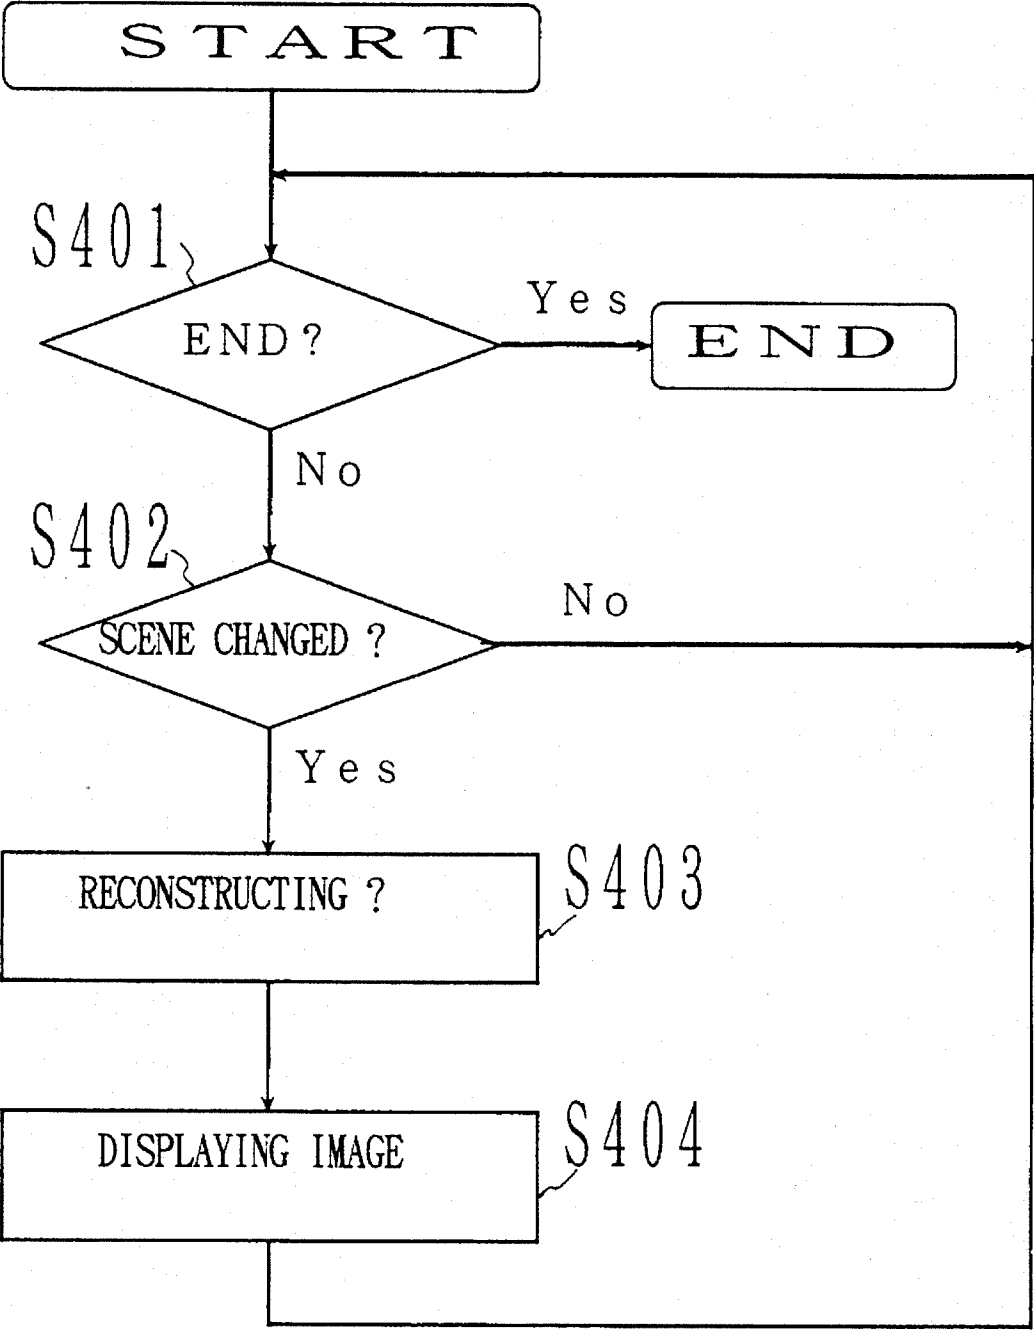 START
S401
END?
Yes
END
No
S402
SCENE CHANGED ?
No
Yes
RECONSTRUCTING ?
S403
DISPLAYING IMAGE
S404